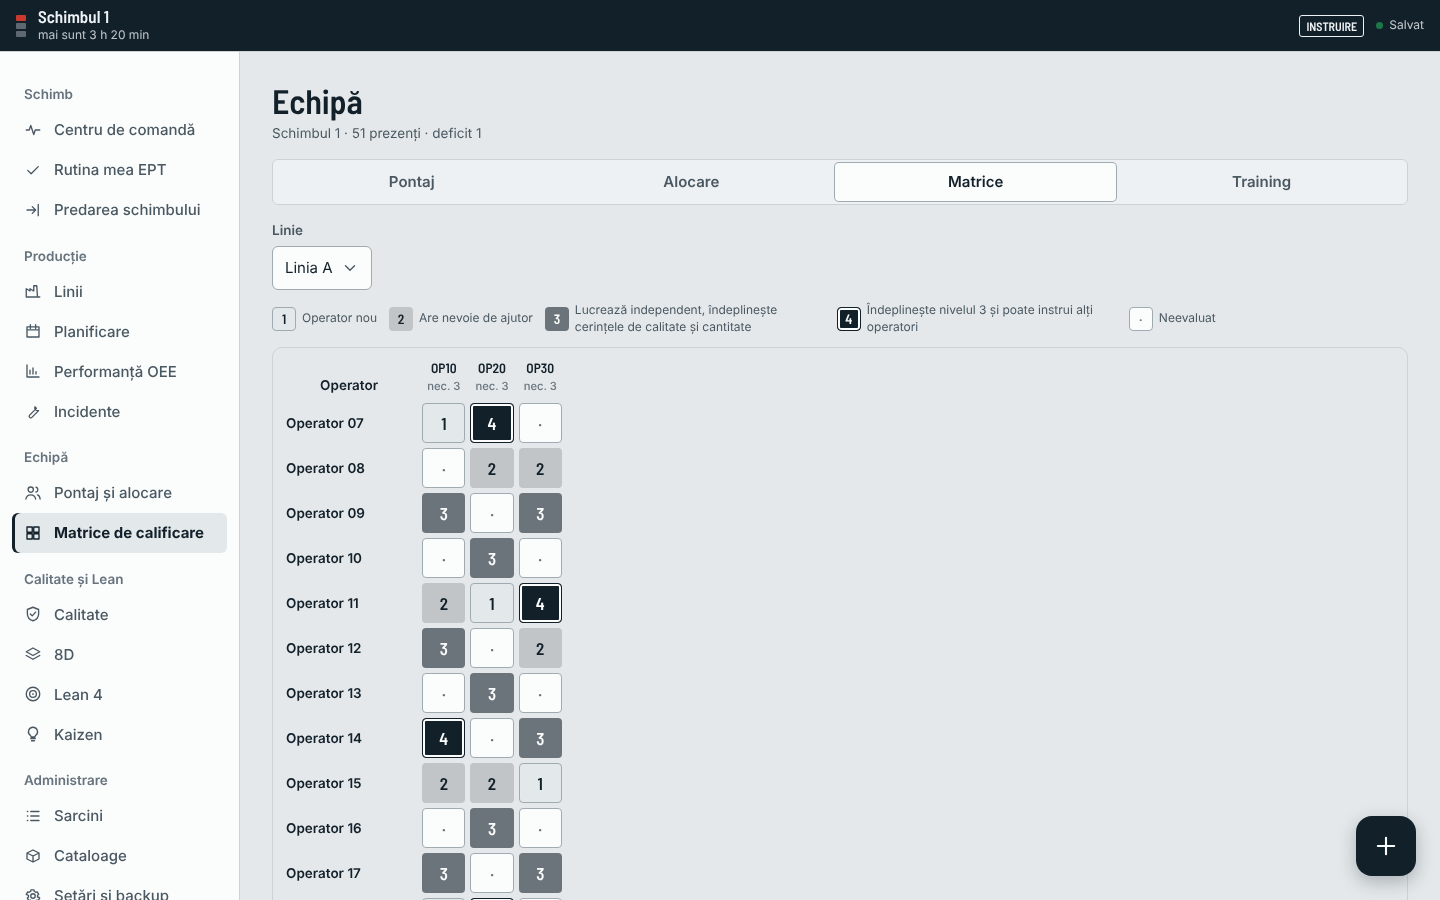 Schimbul 1
mai sunt 3 h 20 min
INSTRUIRE
Salvat
Schimb
Centru de comandă
Rutina mea EPT
Predarea schimbului
Producție
Linii
Planificare
Performanță OEE
Incidente
Echipă
Pontaj și alocare
Matrice de calificare
Calitate și Lean
Calitate
8D
Lean 4
Kaizen
Administrare
Sarcini
Cataloage
Setări și backup
Echipă
Schimbul 1 · 51 prezenți · deficit 1
Pontaj Alocare Matrice Training
Linie
Linia A
1 Operator nou
2 Are nevoie de ajutor
3 Lucrează independent, îndeplinește
cerințele de calitate și cantitate
4 Îndeplinește nivelul 3 și poate instrui alți
operatori
· Neevaluat
OP10 OP20 OP30
Operator nec. 3 nec. 3 nec. 3
Operator 07 1 4 ·
Operator 08 · 2 2
Operator 09 3 · 3
Operator 10 · 3 ·
Operator 11 2 1 4
Operator 12 3 · 2
Operator 13 · 3 ·
Operator 14 4 · 3
Operator 15 2 2 1
Operator 16 · 3 ·
Operator 17 3 · 3